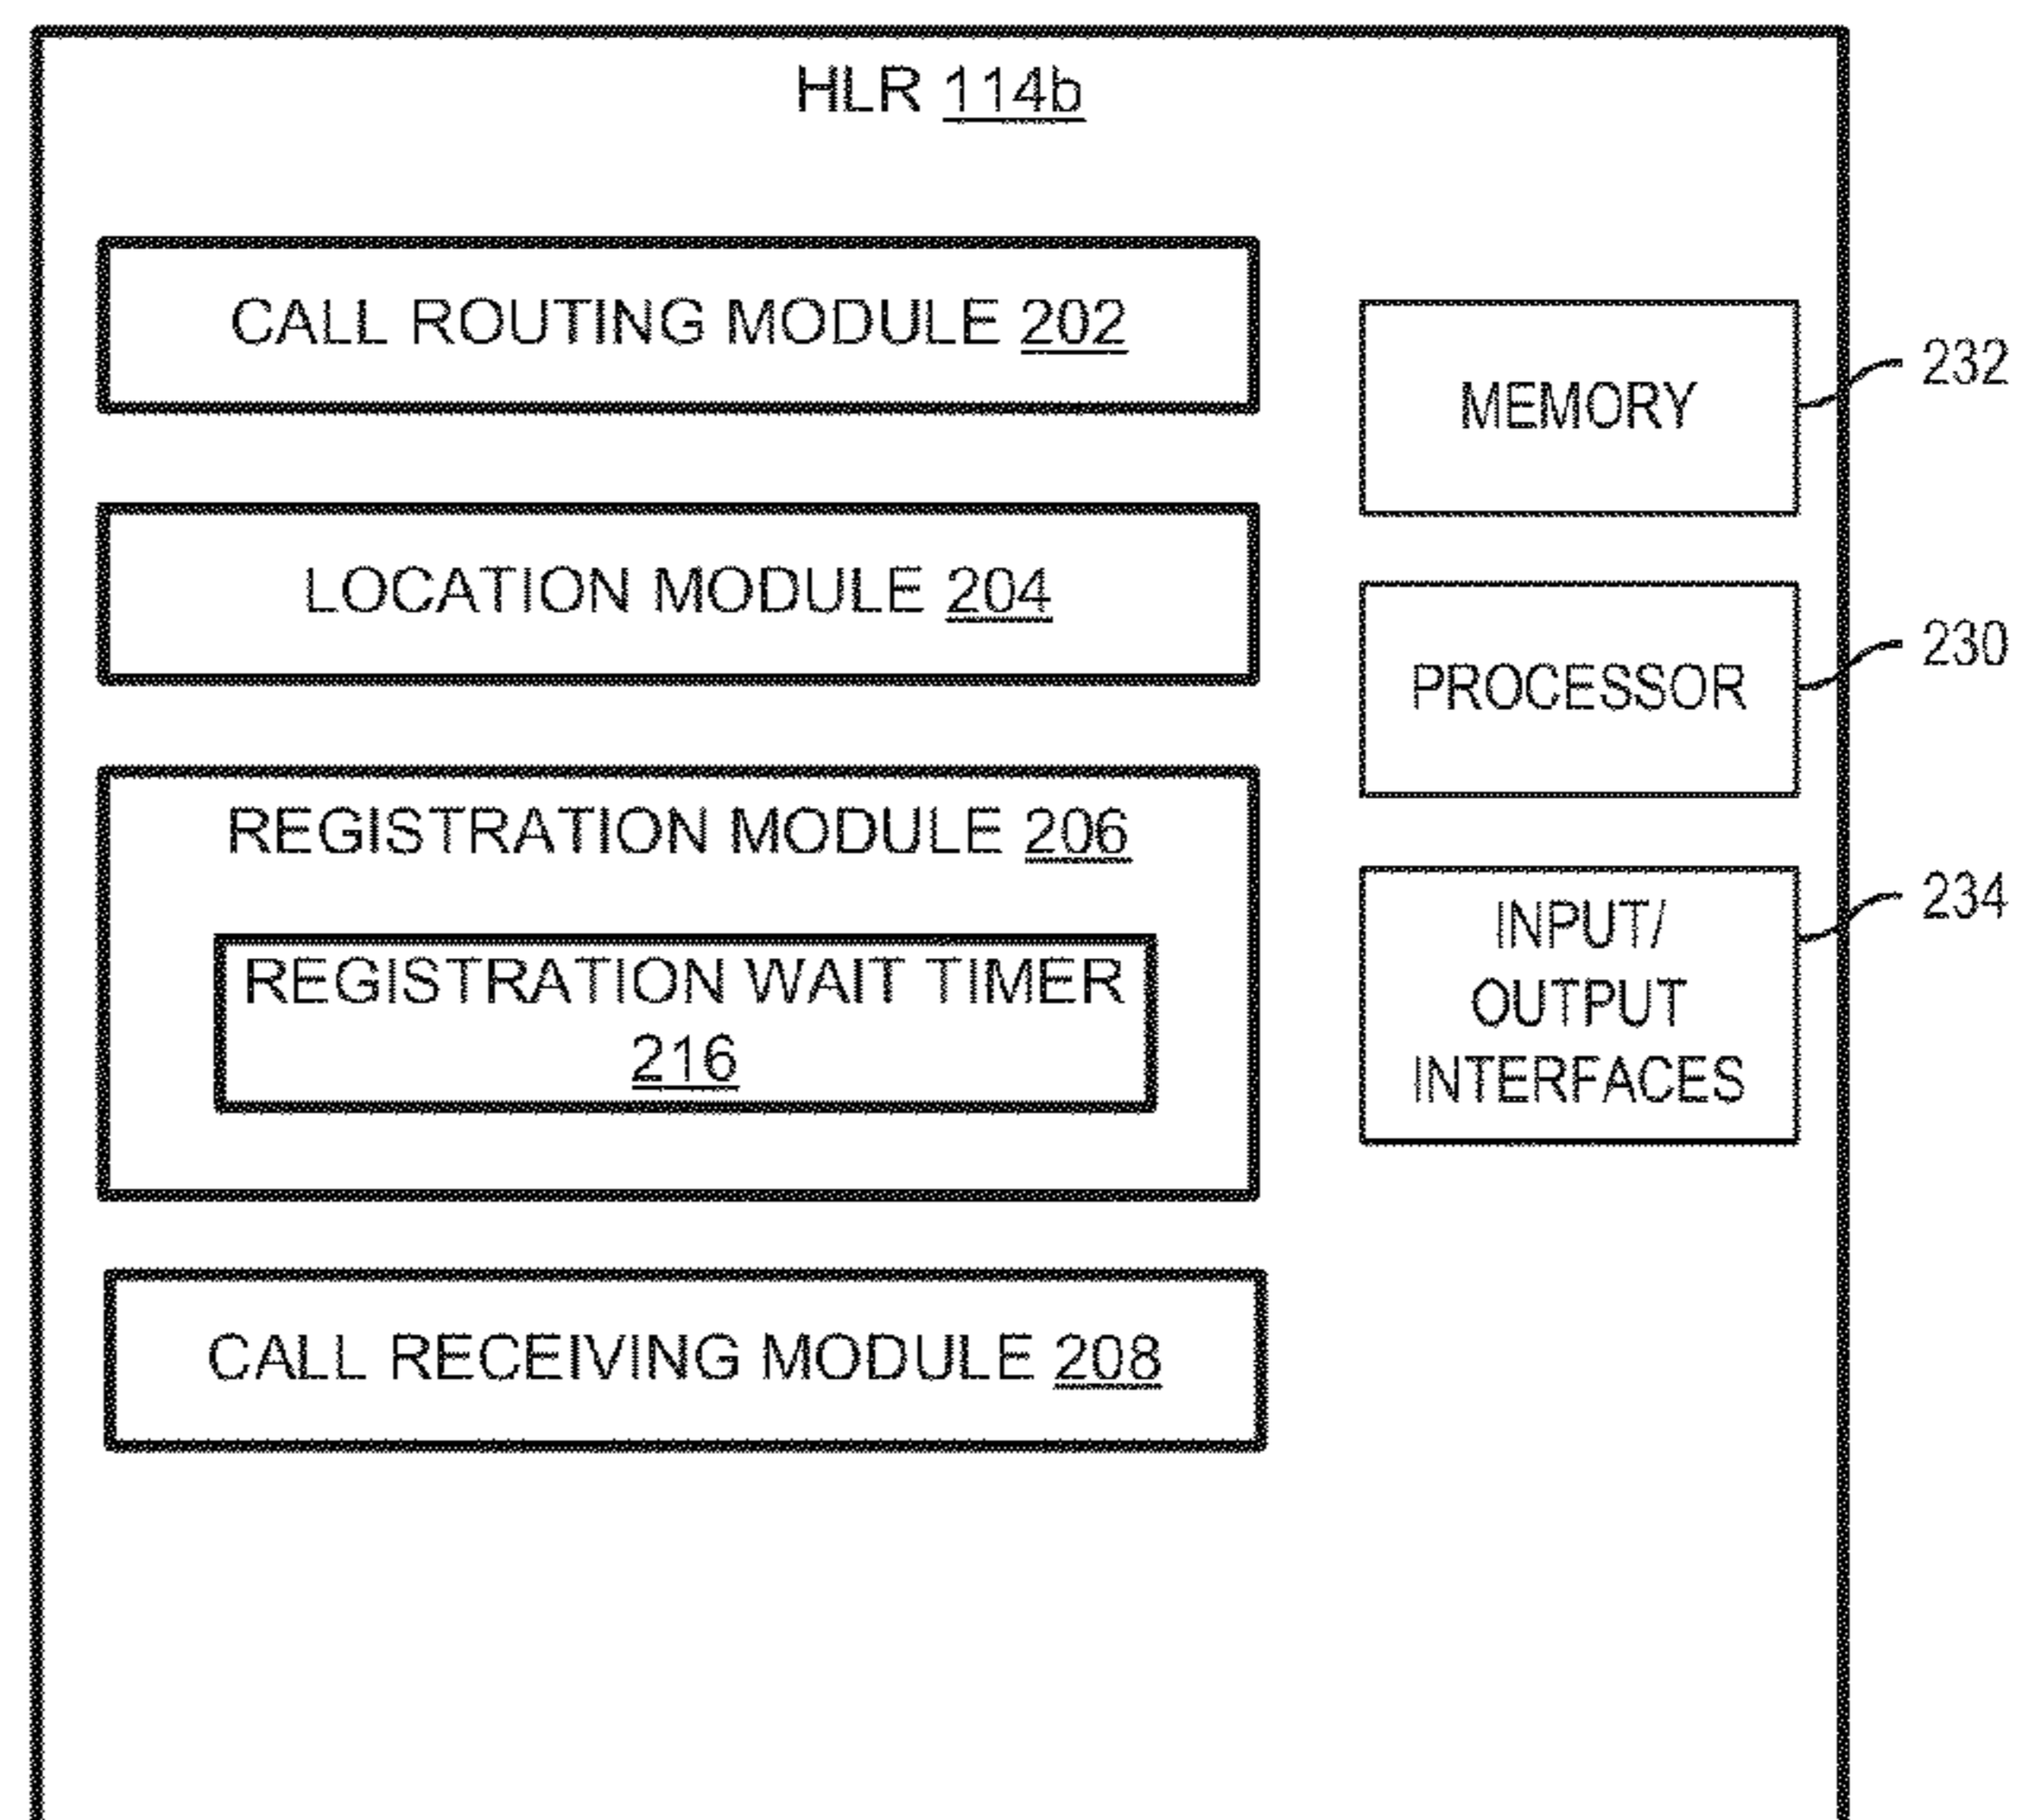 HLR 114b
CALL ROUTING MODULE 202
LOCATION MODULE 204
REGISTRATION MODULE 206
REGISTRATION WAIT TIMER
216
CALL RECEIVING MODULE 208
MEMORY
232
PROCESSOR
230
INPUT/
OUTPUT
INTERFACES
234